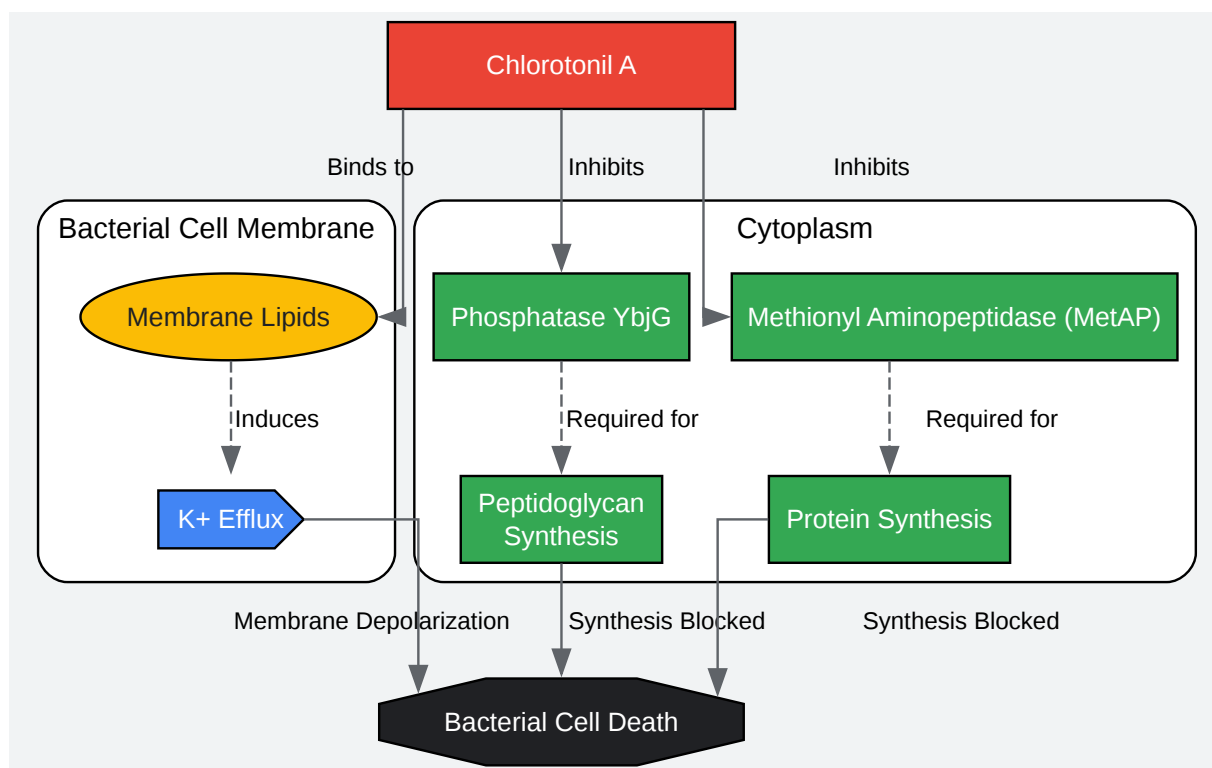 Chlorotonil A
Binds to
Inhibits
Inhibits
Bacterial Cell Membrane
Cytoplasm
Membrane Lipids
Phosphatase YbjG
Methionyl Aminopeptidase (MetAP)
Induces
Required for
Required for
K+ Efflux
Peptidoglycan
Synthesis
Protein Synthesis
Membrane Depolarization
Synthesis Blocked
Synthesis Blocked
Bacterial Cell Death